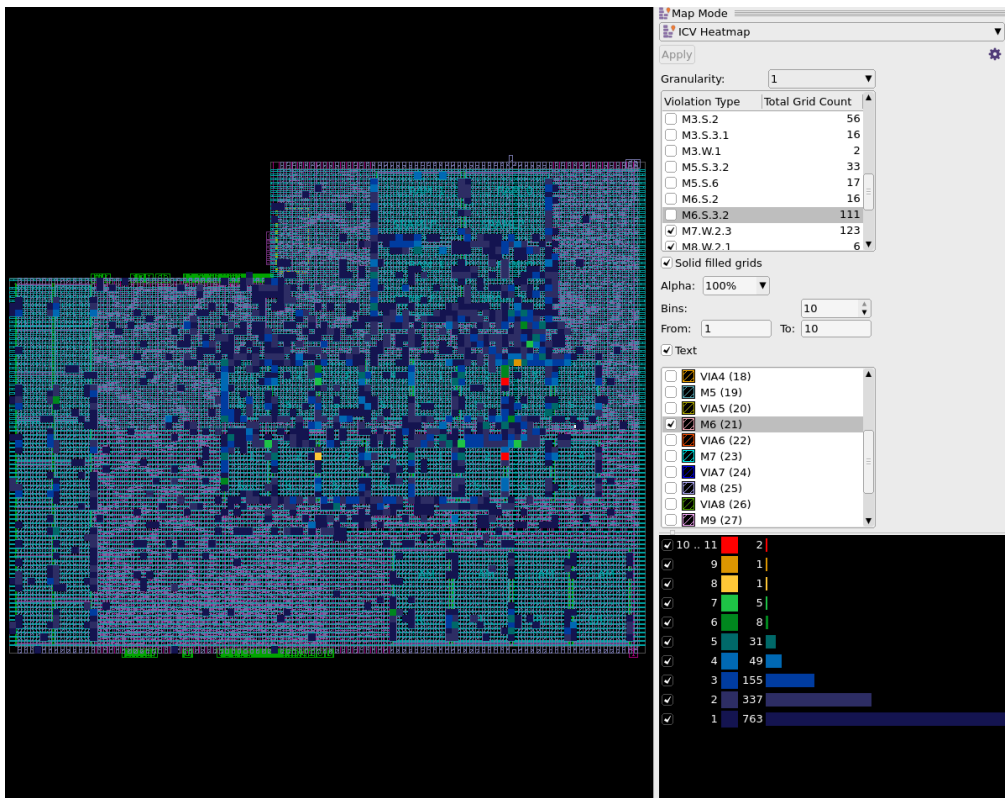 Map Mode
ICV Heatmap
Apply
Granularity: 1
Violation Type Total Grid Count
M3.S.2 56
M3.S.3.1 16
M3.W.1 2
M5.S.3.2 33
M5.S.6 17
M6.S.2 16
M6.S.3.2 111
M7.W.2.3 123
M8.W.2.1 6
Solid filled grids
Alpha: 100%
Bins: 10
From: 1 To: 10
Text
VIA4 (18)
M5 (19)
VIA5 (20)
M6 (21)
VIA6 (22)
M7 (23)
VIA7 (24)
M8 (25)
VIA8 (26)
M9 (27)
10 .. 11 2
9 1
8 1
7 5
6 8
5 31
4 49
3 155
2 337
1 763